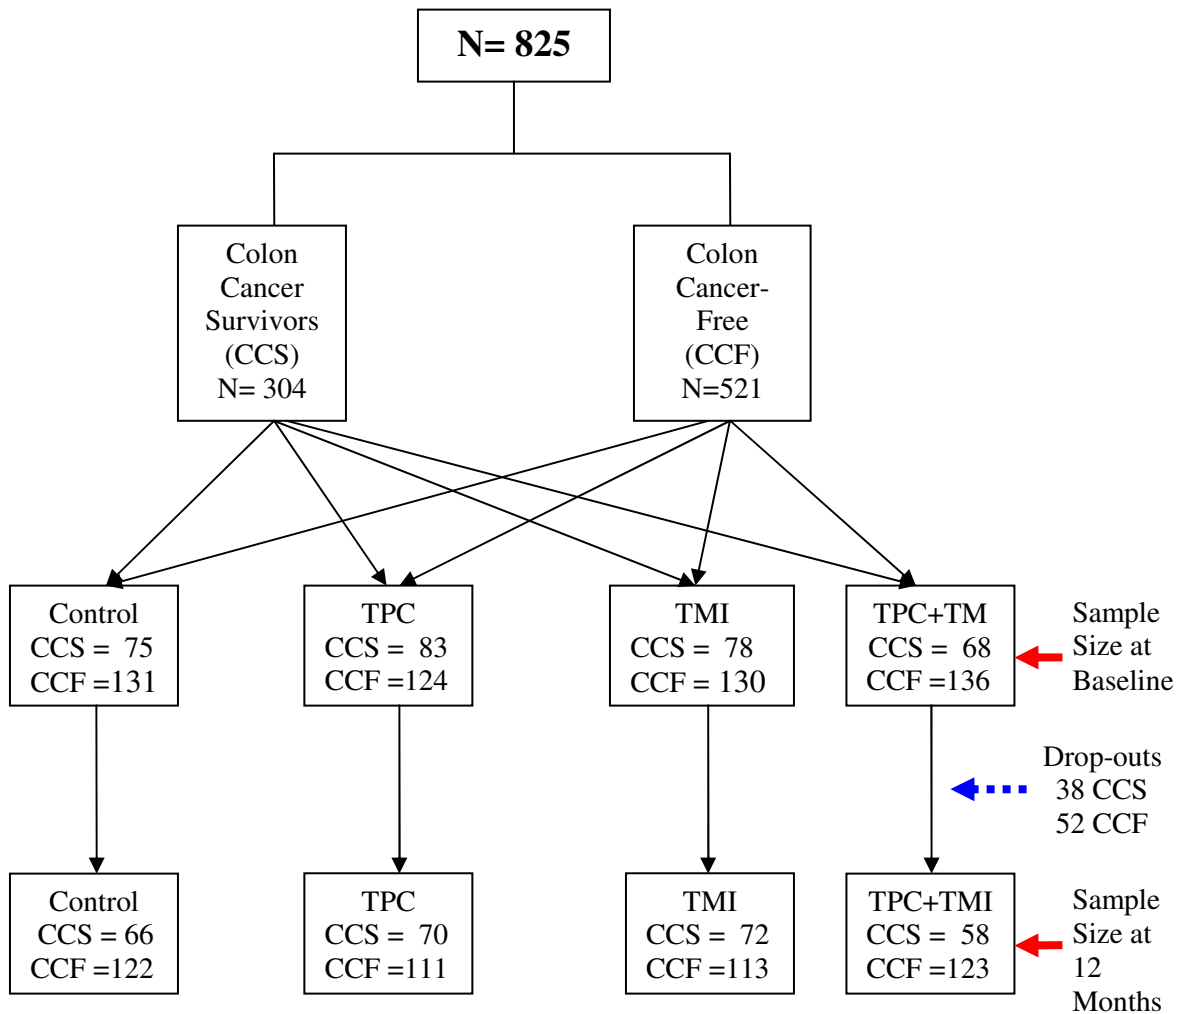 N= 825
Colon
Cancer
Survivors
(CCS)
N= 304
Colon
Cancer-
Free
(CCF)
N=521
Control
CCS = 75
CCF =131
TPC
CCS = 83
CCF =124
TMI
CCS = 78
CCF = 130
TPC+TM
CCS = 68
CCF =136
Sample
Size at
Baseline
Drop-outs
38 CCS
52 CCF
Control
CCS = 66
CCF =122
TPC
CCS = 70
CCF =111
TMI
CCS = 72
CCF =113
TPC+TMI
CCS = 58
CCF =123
Sample
Size at
12
Months